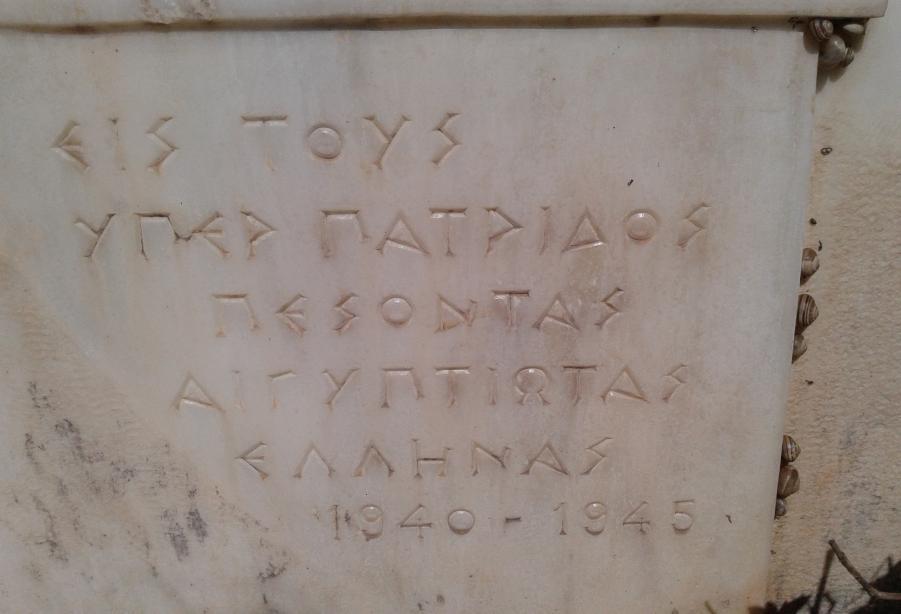 ΕΙΣ ΤΟΥΣ
ΥΠΕΡ ΠΑΤΡΙΔΟΣ
ΠΕΣΟΝΤΑΣ
ΑΙΓΥΠΤΙΩΤΑΣ
ΕΛΛΗΝΑΣ
1940 - 1945